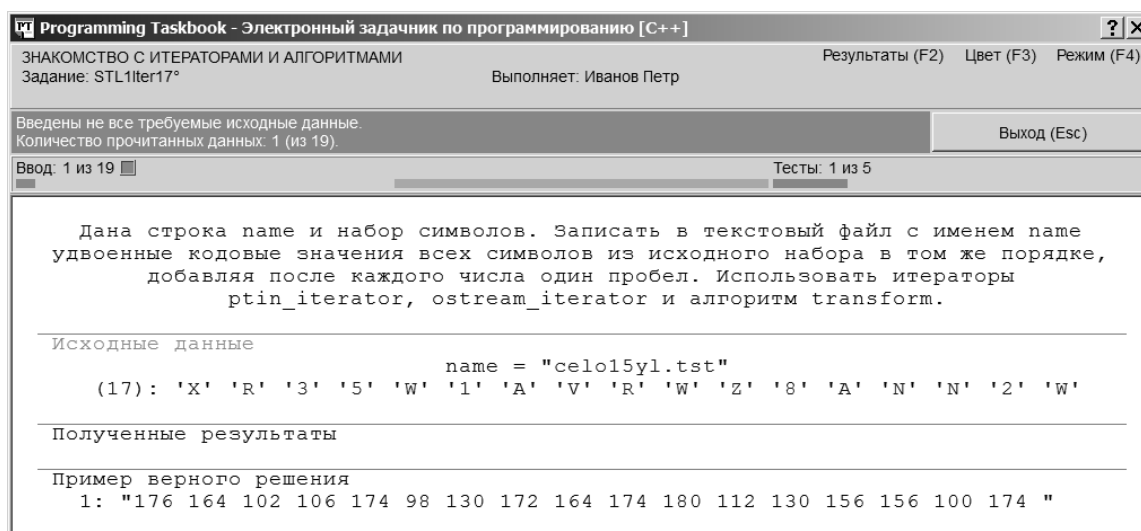 Programming Taskbook - Электронный задачник по программированию [C++]
ЗНАКОМСТВО С ИТЕРАТОРАМИ И АЛГОРИТМАМИ
Результаты (F2) Цвет (F3) Режим (F4)
Задание: STL1Iter17°
Выполняет: Иванов Петр
Введены не все требуемые исходные данные.
Количество прочитанных данных: 1 (из 19).
Выход (Esc)
Ввод: 1 из 19
Тесты: 1 из 5
Дана строка name и набор символов. Записать в текстовый файл с именем name
удвоенные кодовые значения всех символов из исходного набора в том же порядке,
добавляя после каждого числа один пробел. Использовать итераторы
ptin_iterator, ostream_iterator и алгоритм transform.
Исходные данные
name = "celo15yl.tst"
(17): 'X' 'R' '3' '5' 'W' '1' 'A' 'V' 'R' 'W' 'Z' '8' 'A' 'N' 'N' '2' 'W'
Полученные результаты
Пример верного решения
1: "176 164 102 106 174 98 130 172 164 174 180 112 130 156 156 100 174 "